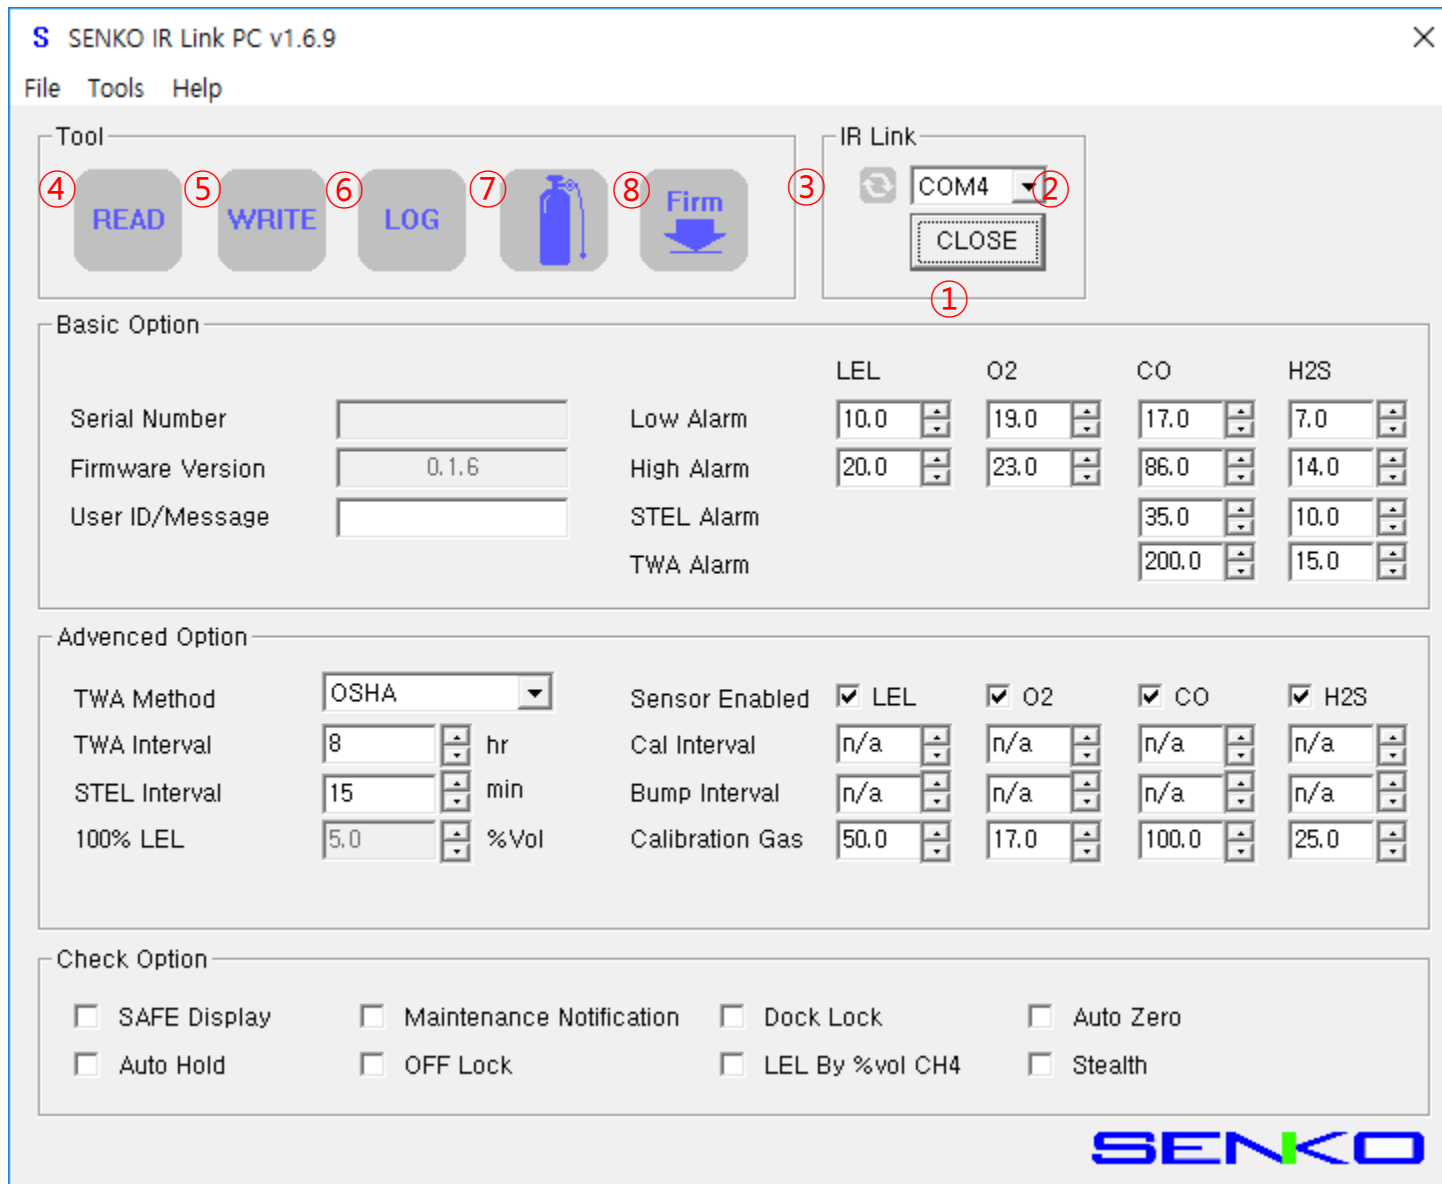 S SENKO IR Link PC v1.6.9
File Tools Help
Tool
④ READ ⑤ WRITE ⑥ LOG ⑦ ⑧ Firm
IR Link
③ COM4 ②
CLOSE
①
Basic Option
LEL O2 CO H2S
Serial Number Low Alarm 10.0 19.0 17.0 7.0
Firmware Version 0.1.6 High Alarm 20.0 23.0 86.0 14.0
User ID/Message STEL Alarm 35.0 10.0
TWA Alarm 200.0 15.0
Advenced Option
TWA Method OSHA Sensor Enabled LEL O2 CO H2S
TWA Interval 8 hr Cal Interval n/a n/a n/a n/a
STEL Interval 15 min Bump Interval n/a n/a n/a n/a
100% LEL 5.0 %Vol Calibration Gas 50.0 17.0 100.0 25.0
Check Option
SAFE Display Maintenance Notification Dock Lock Auto Zero
Auto Hold OFF Lock LEL By %vol CH4 Stealth
SENKO